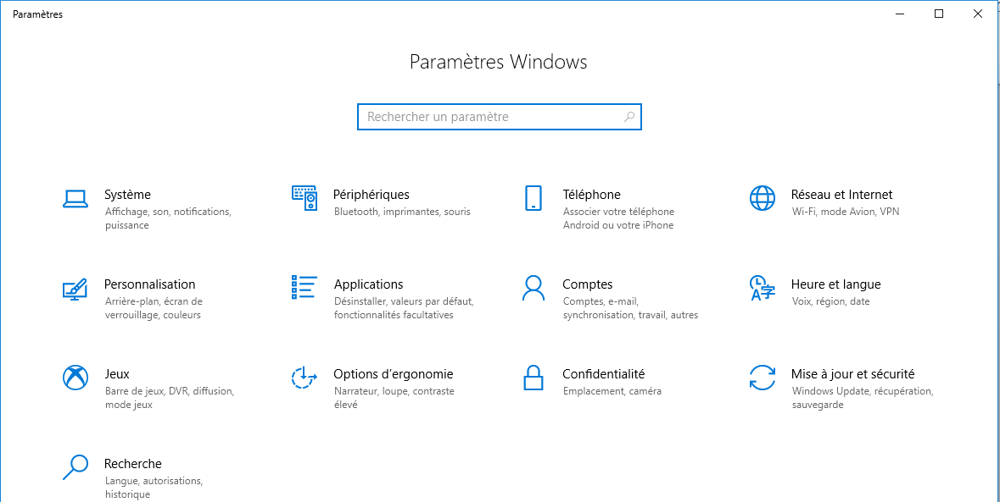 Paramètres
Paramètres Windows
Rechercher un paramètre
Système
Affichage, son, notifications,
puissance
Périphériques
Bluetooth, imprimantes, souris
Téléphone
Associer votre téléphone
Android ou votre iPhone
Réseau et Internet
Wi-Fi, mode Avion, VPN
Personnalisation
Arrière-plan, écran de
verrouillage, couleurs
Applications
Désinstaller, valeurs par défaut,
fonctionnalités facultatives
Comptes
Comptes, e-mail,
synchronisation, travail, autres
Heure et langue
Voix, région, date
Jeux
Barre de jeux, DVR, diffusion,
mode jeux
Options d’ergonomie
Narrateur, loupe, contraste
élevé
Confidentialité
Emplacement, caméra
Mise à jour et sécurité
Windows Update, récupération,
sauvegarde
Recherche
Langue, autorisations,
historique